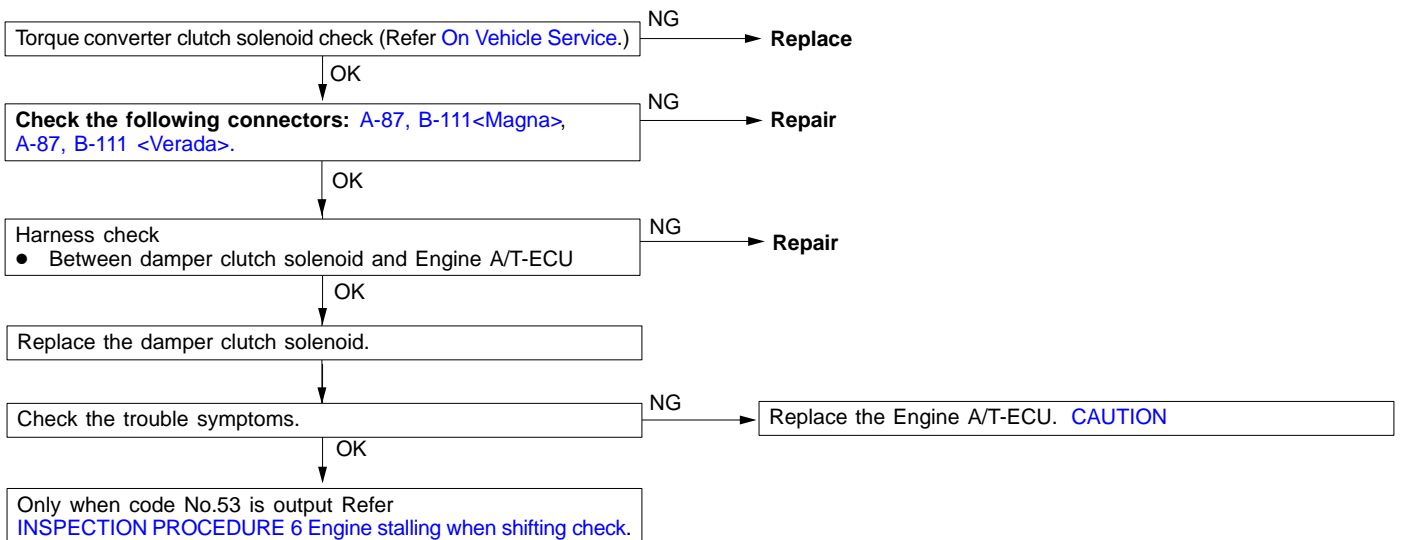 Torque converter clutch solenoid check (Refer On Vehicle Service.)
NG
Replace
OK
Check the following connectors: A-87, B-111<Magna>,
A-87, B-111 <Verada>.
NG
Repair
OK
Harness check
● Between damper clutch solenoid and Engine A/T-ECU
NG
Repair
OK
Replace the damper clutch solenoid.
Check the trouble symptoms.
NG
Replace the Engine A/T-ECU. CAUTION
OK
Only when code No.53 is output Refer
INSPECTION PROCEDURE 6 Engine stalling when shifting check.